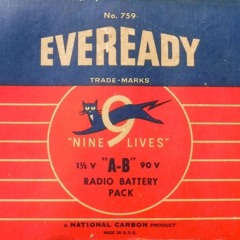 No. 759
EVEREADY
TRADE-MARKS
9
"NINE LIVES"
1½ V "A-B" 90 V
RADIO BATTERY
PACK
A NATIONAL CARBON PRODUCT
MADE IN U.S.A.